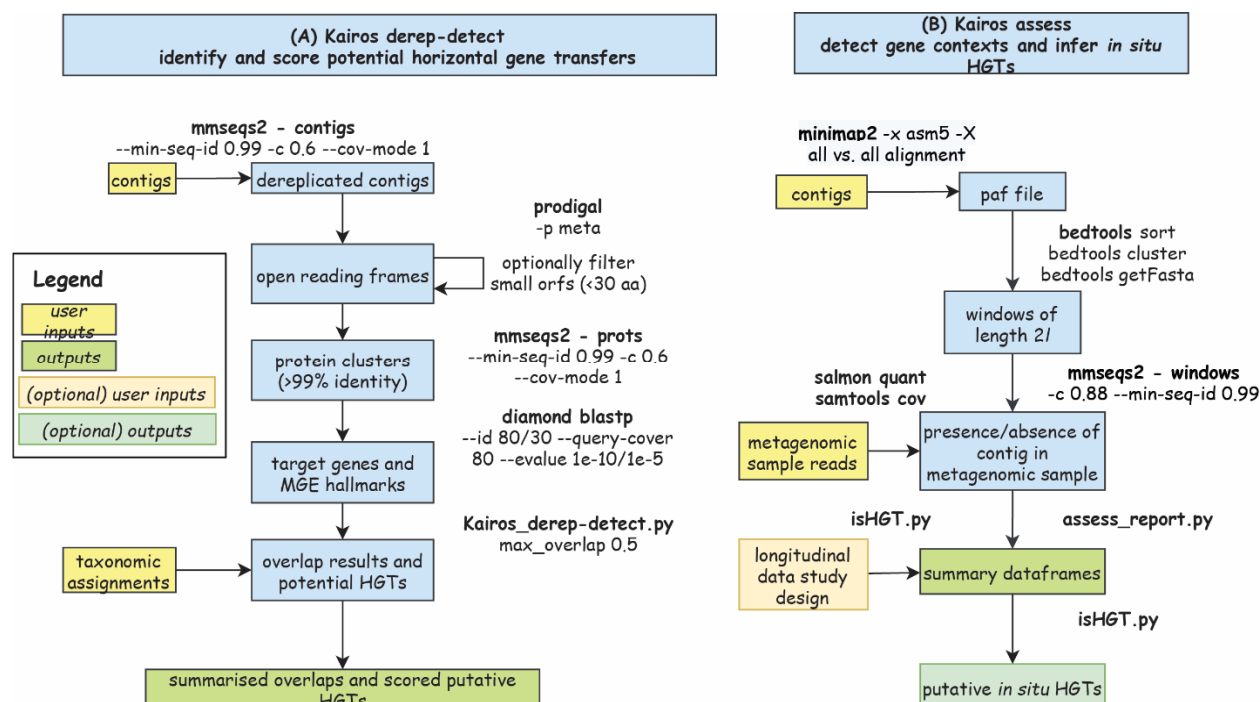 (A) Kairos derep-detect
identify and score potential horizontal gene transfers
mmseqs2 - contigs
--min-seq-id 0.99 -c 0.6 --cov-mode 1
contigs
dereplicated contigs
prodigal
-p meta
open reading frames
optionally filter
small orfs (<30 aa)
Legend
user
inputs
outputs
(optional) user inputs
(optional) outputs
mmseqs2 - prots
--min-seq-id 0.99 -c 0.6
--cov-mode 1
protein clusters
(>99% identity)
diamond blastp
--id 80/30 --query-cover
80 --evalue 1e-10/1e-5
target genes and
MGE hallmarks
Kairos_derep-detect.py
max_overlap 0.5
taxonomic
assignments
overlap results and
potential HGTs
summarised overlaps and scored putative
HGTs
(B) Kairos assess
detect gene contexts and infer in situ
HGTs
minimap2 -x asm5 -X
all vs. all alignment
contigs
paf file
bedtools sort
bedtools cluster
bedtools getFasta
windows of
length 2l
mmseqs2 - windows
-c 0.88 --min-seq-id 0.99
salmon quant
samtools cov
metagenomic
sample reads
presence/absence of
contig in
metagenomic sample
isHGT.py
assess_report.py
longitudinal
data study
design
summary dataframes
isHGT.py
putative in situ HGTs